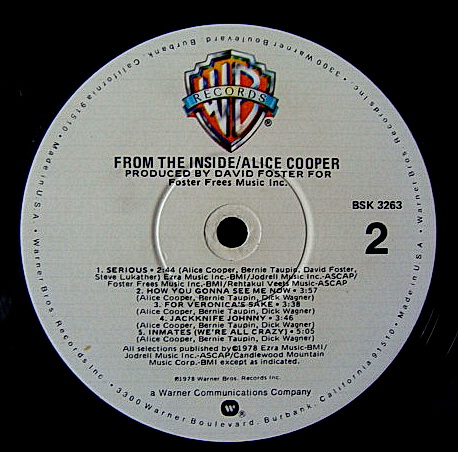 3300 Warner Boulevard, Burbank, California 91510 • Made in U.S.A. • Warner Bros. Records Inc. •
WB
RECORDS
®
FROM THE INSIDE/ALICE COOPER
PRODUCED BY DAVID FOSTER FOR
Foster Frees Music Inc.
BSK 3263
2
1. SERIOUS • 2:44 (Alice Cooper, Bernie Taupin, David Foster,
Steve Lukather) Ezra Music Inc.-BMI/Jodrell Music Inc.-ASCAP/
Foster Frees Music Inc.-BMI/Rehtakul Veets Music-ASCAP
2. HOW YOU GONNA SEE ME NOW • 3:57
(Alice Cooper, Bernie Taupin, Dick Wagner)
3. FOR VERONICA'S SAKE • 3:38
(Alice Cooper, Bernie Taupin, Dick Wagner)
4. JACKKNIFE JOHNNY • 3:46
(Alice Cooper, Bernie Taupin, Dick Wagner)
5. INMATES (WE'RE ALL CRAZY) • 5:05
(Alice Cooper, Bernie Taupin, Dick Wagner)
All selections published by ©1978 Ezra Music-BMI/
Jodrell Music Inc.-ASCAP/Candlewood Mountain
Music Corp.-BMI except as indicated.
℗1978 Warner Bros. Records Inc.
a Warner Communications Company
W
®
3300 Warner Boulevard, Burbank, California 91510 • Made in U.S.A. • Warner Bros. Records Inc. •